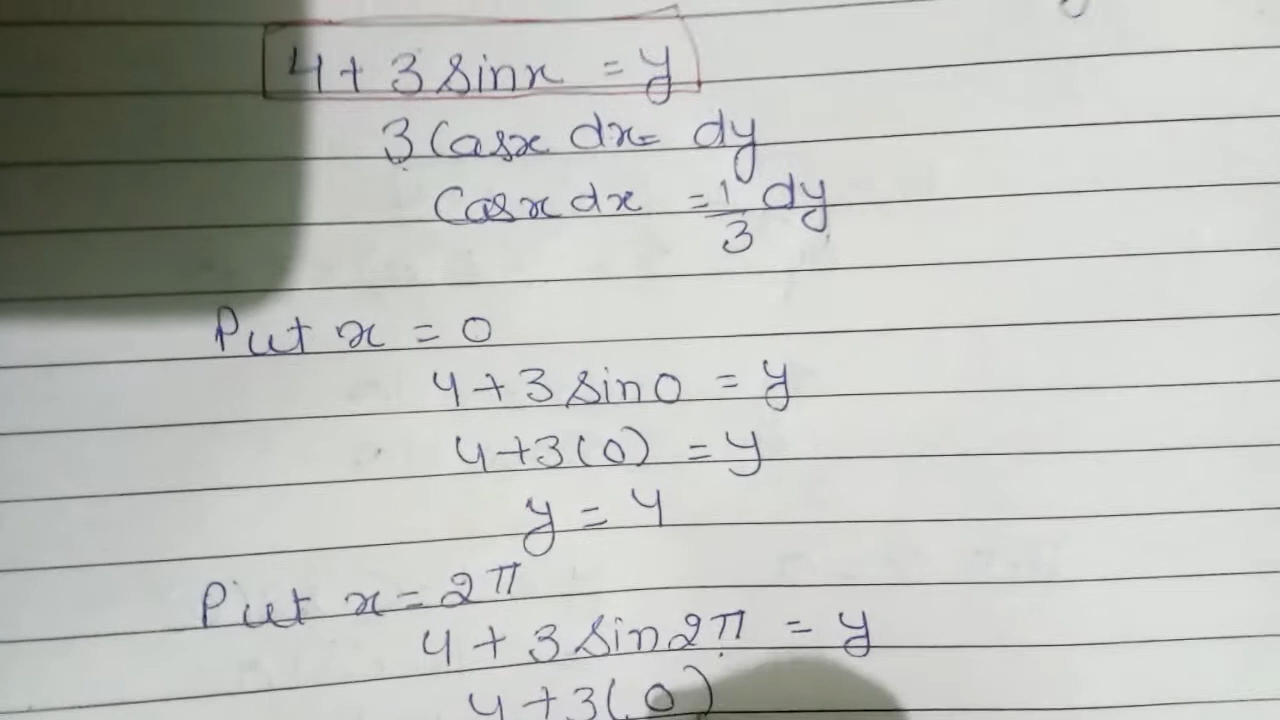 4 + 3 sinx = y
3 Cosx dx = dy
Cosx dx = 1/3 dy
Put x = 0
4 + 3 sin0 = y
4 + 3(0) = y
y = 4
Put x = 2π
4 + 3 sin2π = y
4 + 3(0)